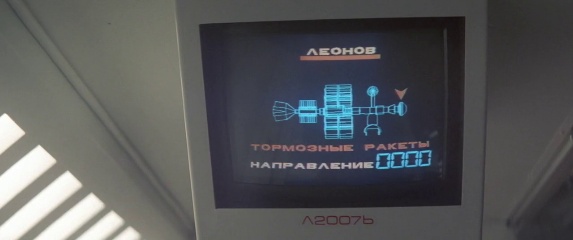 ЛЕОНОВ
ТОРМОЗНЫЕ РАКЕТЫ
НАПРАВЛЕНИЕ 0000
Л2007Ь